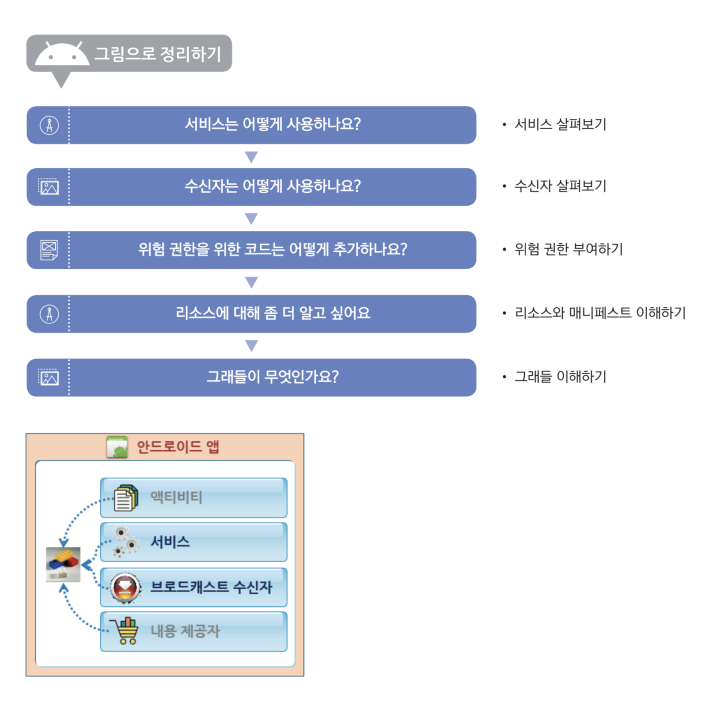 그림으로 정리하기
서비스는 어떻게 사용하나요?
• 서비스 살펴보기
수신자는 어떻게 사용하나요?
• 수신자 살펴보기
위험 권한을 위한 코드는 어떻게 추가하나요?
• 위험 권한 부여하기
리소스에 대해 좀 더 알고 싶어요
• 리소스와 매니페스트 이해하기
그래들이 무엇인가요?
• 그래들 이해하기
안드로이드 앱
액티비티
서비스
브로드캐스트 수신자
내용 제공자